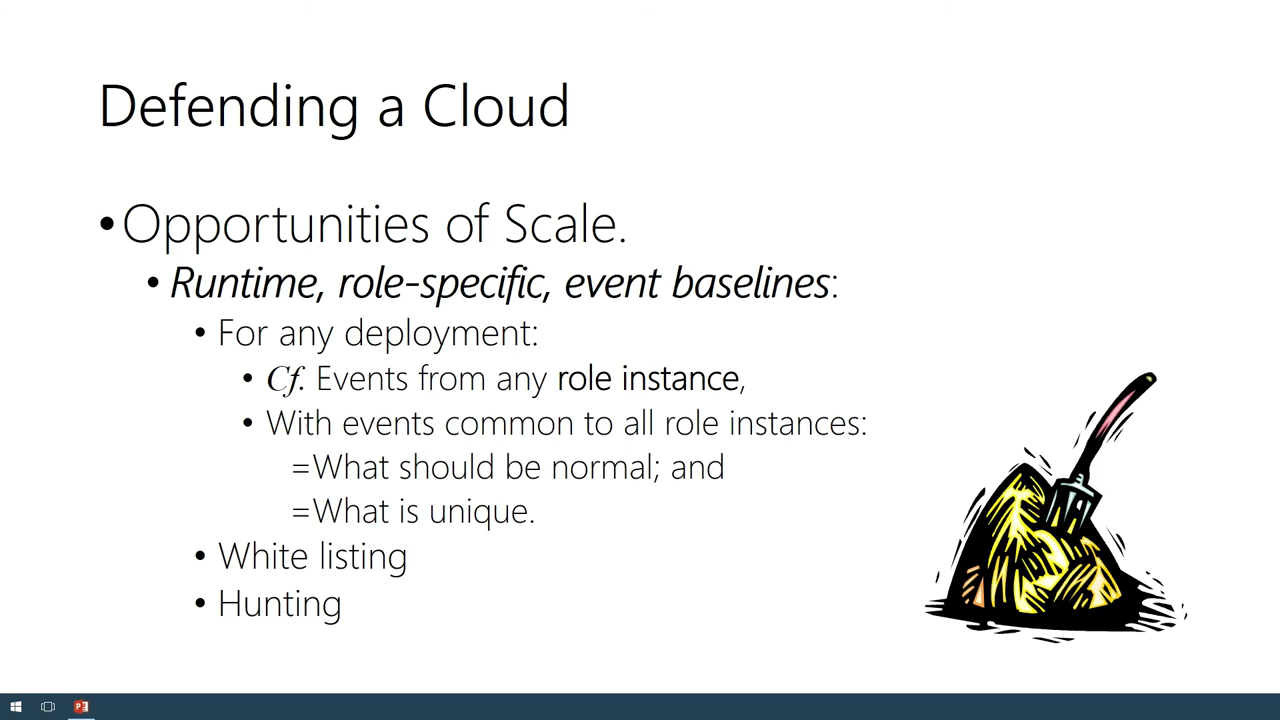 Defending a Cloud
•Opportunities of Scale.
• Runtime, role-specific, event baselines:
• For any deployment:
• Cf. Events from any role instance,
• With events common to all role instances:
=What should be normal; and
=What is unique.
• White listing
• Hunting